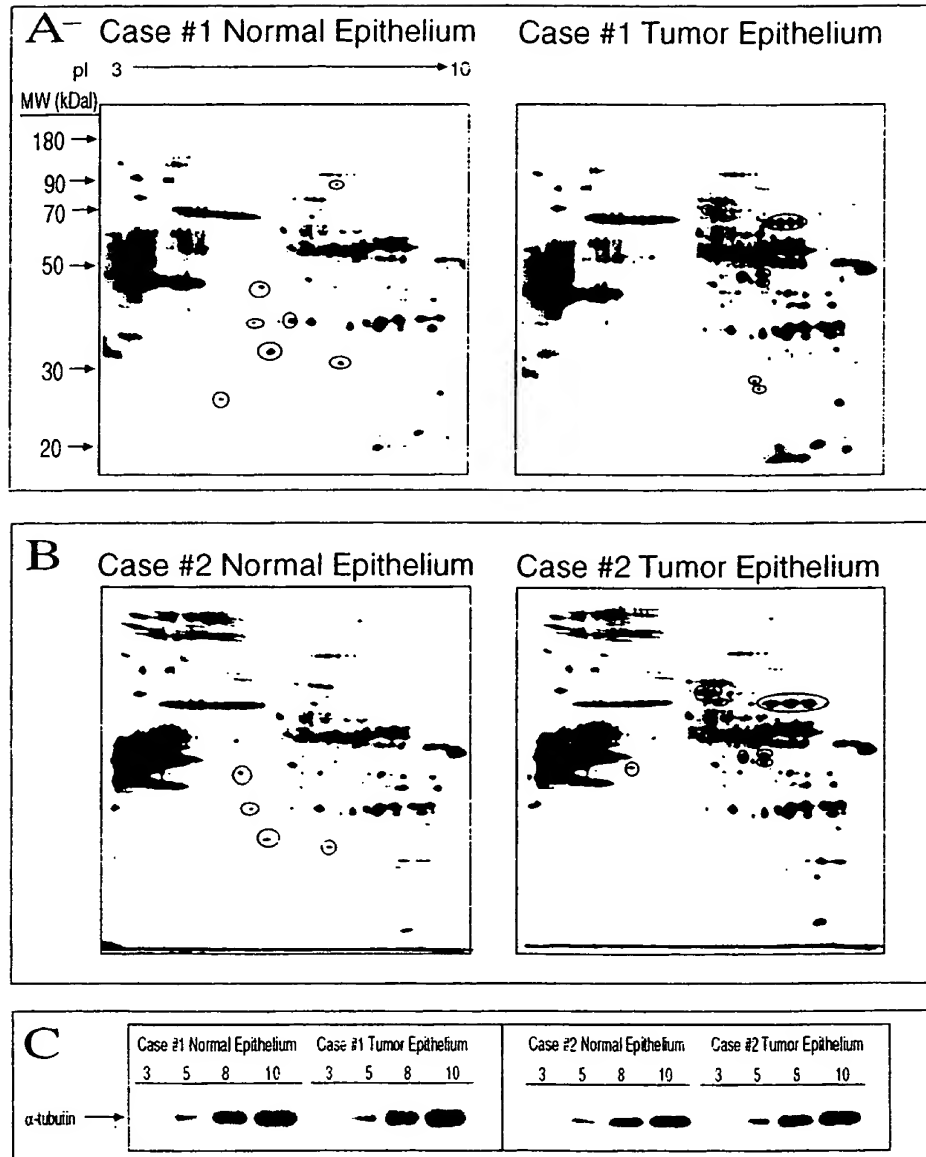 A Case #1 Normal Epithelium Case #1 Tumor Epithelium
pI 3 10
MW (kDal)
180
90
70
50
30
20
B Case #2 Normal Epithelium Case #2 Tumor Epithelium
C Case #1 Normal Epithelium Case #1 Tumor Epithelium Case #2 Normal Epithelium Case #2 Tumor Epithelium
3 5 8 10 3 5 8 10 3 5 8 10 3 5 8 10
α-tubulin